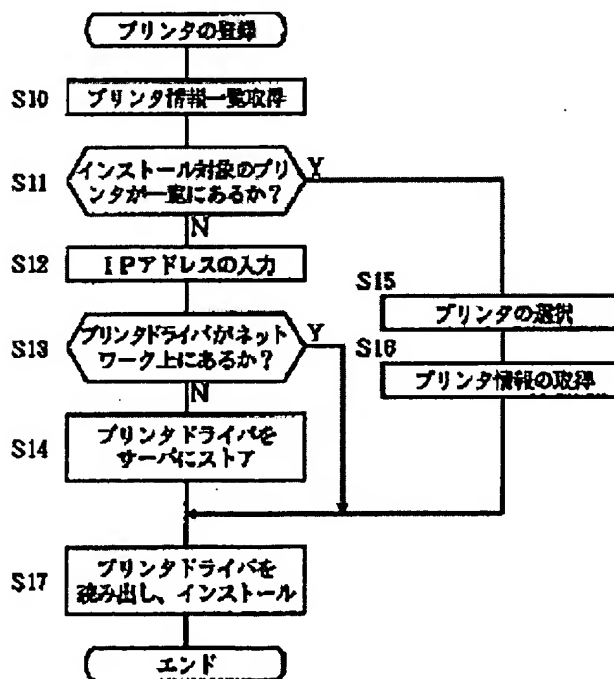 プリンタの登録
S10
プリンタ情報一覧取得
S11
インストール対象のプリ
ンタが一覧にあるか?
Y
N
S12
IPアドレスの入力
S13
プリンタドライバがネット
ワーク上にあるか?
Y
N
S14
プリンタドライバを
サーバにストア
S15
プリンタの選択
S16
プリンタ情報の取得
S17
プリンタドライバを
読み出し、インストール
エンド